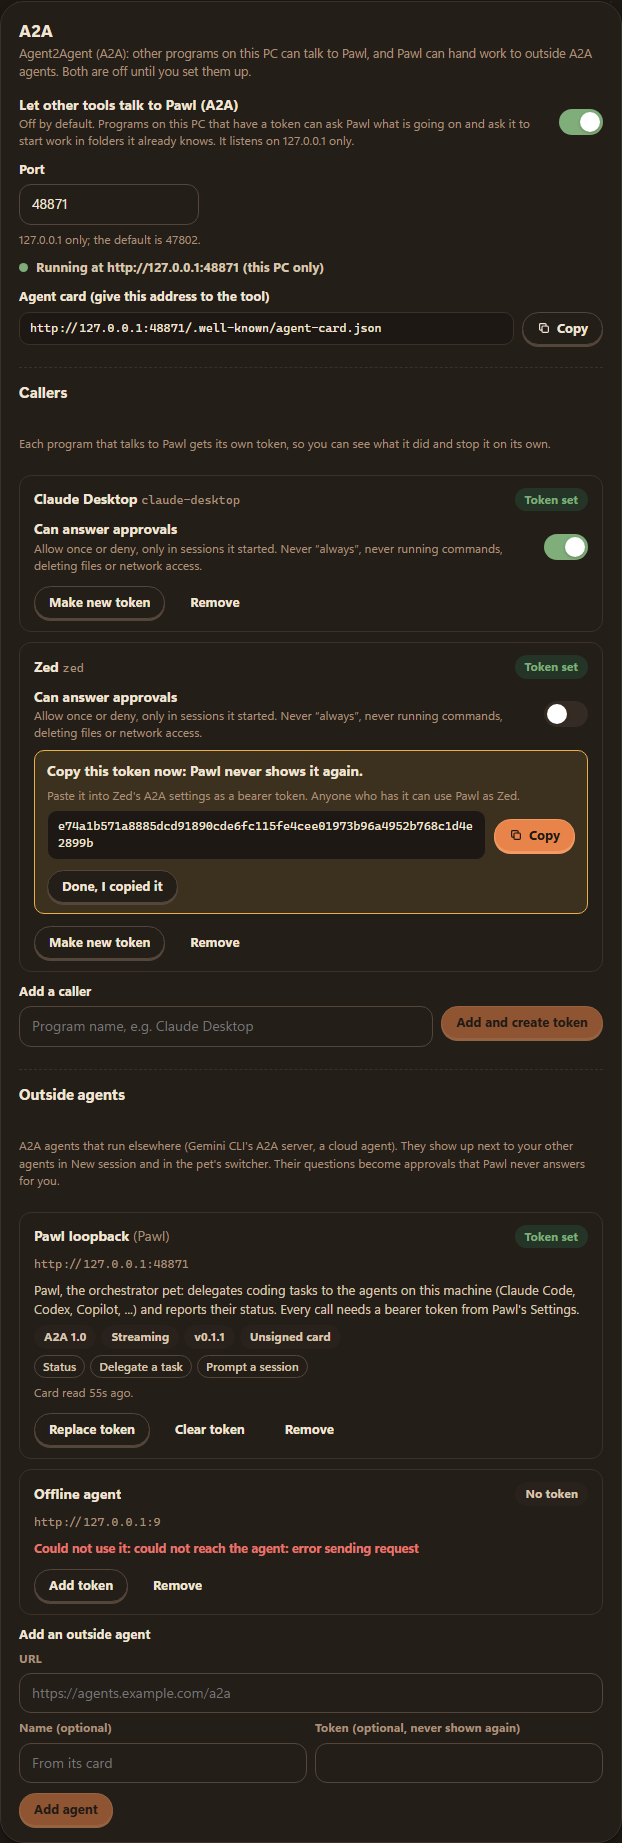 A2A
Agent2Agent (A2A): other programs on this PC can talk to Pawl, and Pawl can hand work to outside A2A
agents. Both are off until you set them up.
Let other tools talk to Pawl (A2A)
Off by default. Programs on this PC that have a token can ask Pawl what is going on and ask it to
start work in folders it already knows. It listens on 127.0.0.1 only.
Port
48871
127.0.0.1 only; the default is 47802.
Running at http://127.0.0.1:48871 (this PC only)
Agent card (give this address to the tool)
http://127.0.0.1:48871/.well-known/agent-card.json
Copy
Callers
Each program that talks to Pawl gets its own token, so you can see what it did and stop it on its own.
Claude Desktop claude-desktop
Token set
Can answer approvals
Allow once or deny, only in sessions it started. Never “always”, never running commands,
deleting files or network access.
Make new token
Remove
Zed zed
Token set
Can answer approvals
Allow once or deny, only in sessions it started. Never “always”, never running commands,
deleting files or network access.
Copy this token now: Pawl never shows it again.
Paste it into Zed's A2A settings as a bearer token. Anyone who has it can use Pawl as Zed.
e74a1b571a8885dcd91890cde6fc115fe4cee01973b96a4952b768c1d4e
2899b
Copy
Done, I copied it
Make new token
Remove
Add a caller
Program name, e.g. Claude Desktop
Add and create token
Outside agents
A2A agents that run elsewhere (Gemini CLI's A2A server, a cloud agent). They show up next to your other
agents in New session and in the pet's switcher. Their questions become approvals that Pawl never answers
for you.
Pawl loopback (Pawl)
Token set
http://127.0.0.1:48871
Pawl, the orchestrator pet: delegates coding tasks to the agents on this machine (Claude Code,
Codex, Copilot, ...) and reports their status. Every call needs a bearer token from Pawl's Settings.
A2A 1.0
Streaming
v0.1.1
Unsigned card
Status
Delegate a task
Prompt a session
Card read 55s ago.
Replace token
Clear token
Remove
Offline agent
No token
http://127.0.0.1:9
Could not use it: could not reach the agent: error sending request
Add token
Remove
Add an outside agent
URL
https://agents.example.com/a2a
Name (optional)
Token (optional, never shown again)
From its card
Add agent